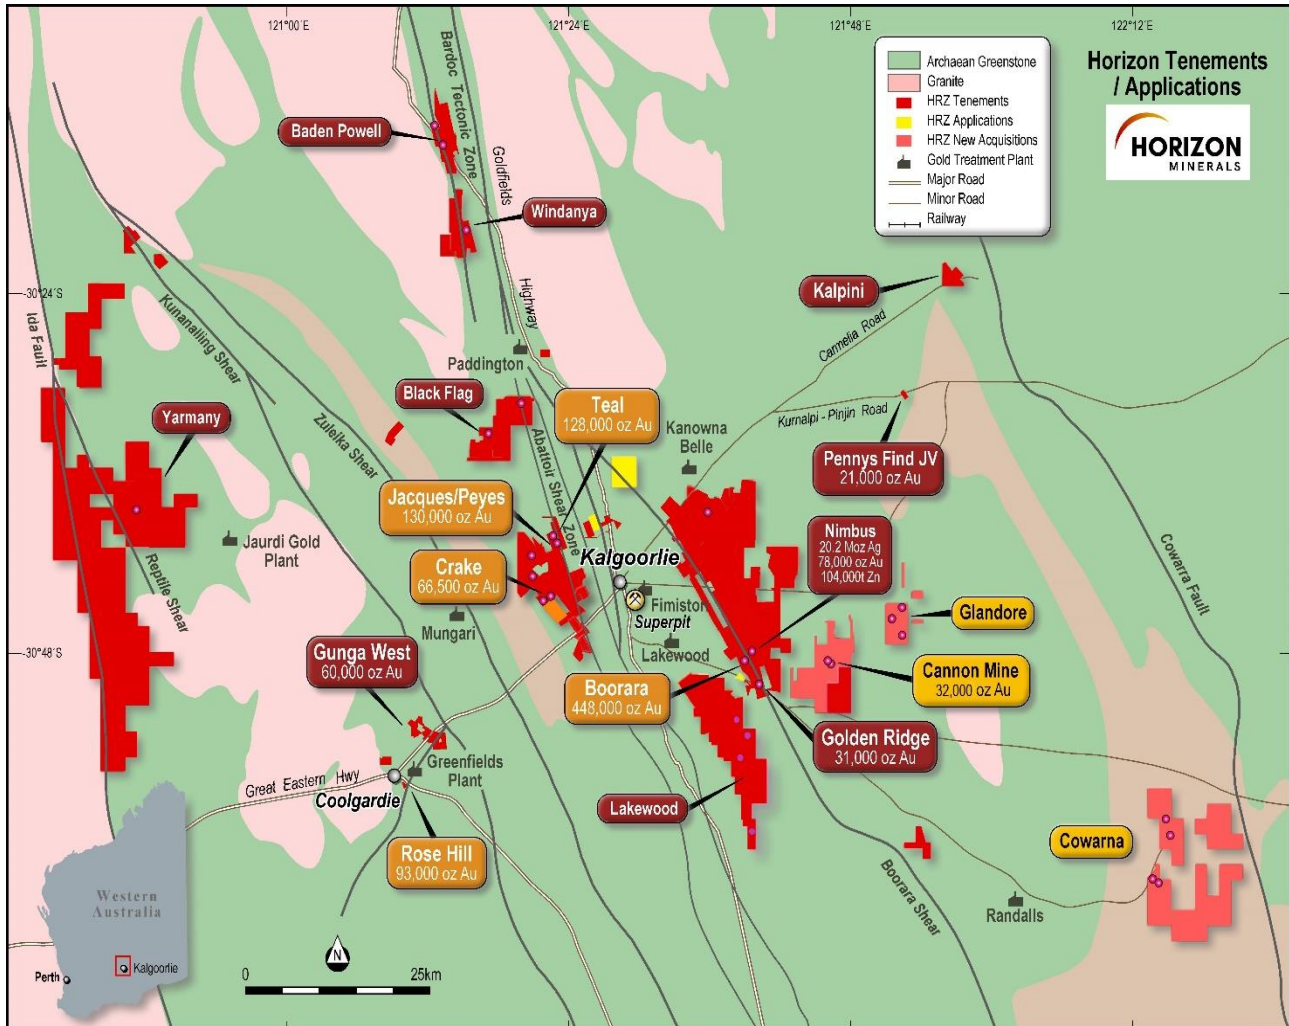 121°00´E
121°24´E
121°48´E
122°12´E
Archaean Greenstone
Granite
HRZ Tenements
HRZ Applications
HRZ New Acquisitions
Gold Treatment Plant
Major Road
Minor Road
Railway
Horizon Tenements
/ Applications
HORIZON
MINERALS
Bardoc Tectonic Zone
Baden Powell
Goldfields
Highway
Windanya
-30°24´S
Kalpini
Carmelia Road
Ida Fault
Kunanalling Shear
Paddington
Black Flag
Teal
128,000 oz Au
Kurnalpi - Pinjin Road
Yarmany
Zuleika Shear
Abattoir Shear Zone
Kanowna
Belle
Pennys Find JV
21,000 oz Au
Jacques/Peyes
130,000 oz Au
Nimbus
20.2 Moz Ag
78,000 oz Au
104,000t Zn
Cowarra Fault
Jaurdi Gold
Plant
Reptile Shear
Crake
66,500 oz Au
Kalgoorlie
Fimiston
Superpit
Glandore
Mungari
Lakewood
-30°48´S
Gunga West
60,000 oz Au
Boorara
448,000 oz Au
Cannon Mine
32,000 oz Au
Golden Ridge
31,000 oz Au
Great Eastern Hwy
Greenfields
Plant
Coolgardie
Lakewood
Rose Hill
93,000 oz Au
Cowarna
Boorara Shear
Randalls
Western
Australia
Perth
Kalgoorlie
N
0
25km